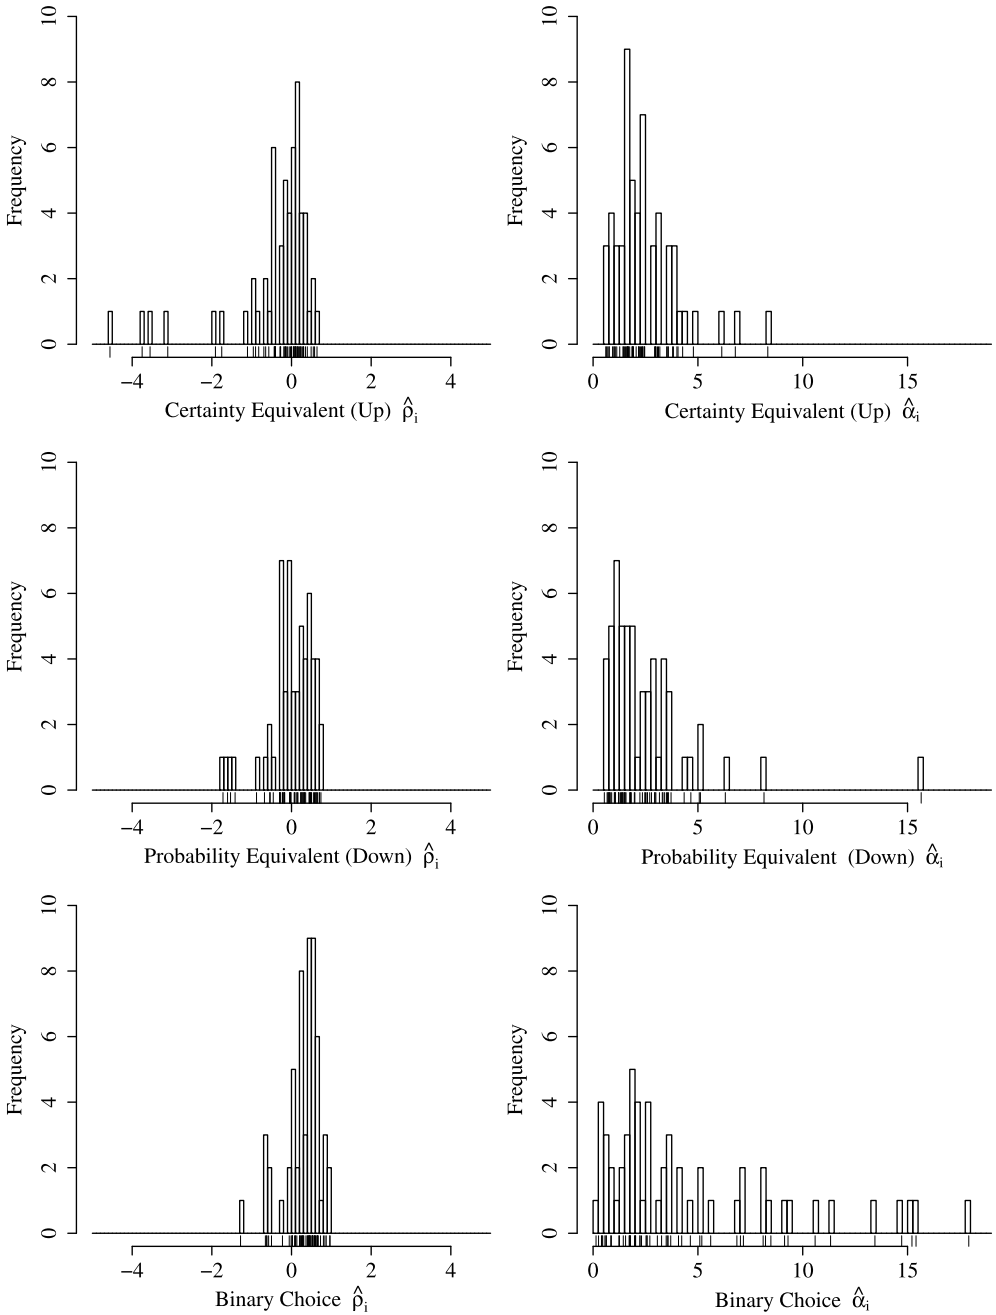 10
8
6
4
2
0
Frequency
−4 −2 0 2 4
Certainty Equivalent (Up) ρ̂i
10
8
6
4
2
0
Frequency
0 5 10 15
Certainty Equivalent (Up) α̂i
10
8
6
4
2
0
Frequency
−4 −2 0 2 4
Probability Equivalent (Down) ρ̂i
10
8
6
4
2
0
Frequency
0 5 10 15
Probability Equivalent (Down) α̂i
10
8
6
4
2
0
Frequency
−4 −2 0 2 4
Binary Choice ρ̂i
10
8
6
4
2
0
Frequency
0 5 10 15
Binary Choice α̂i